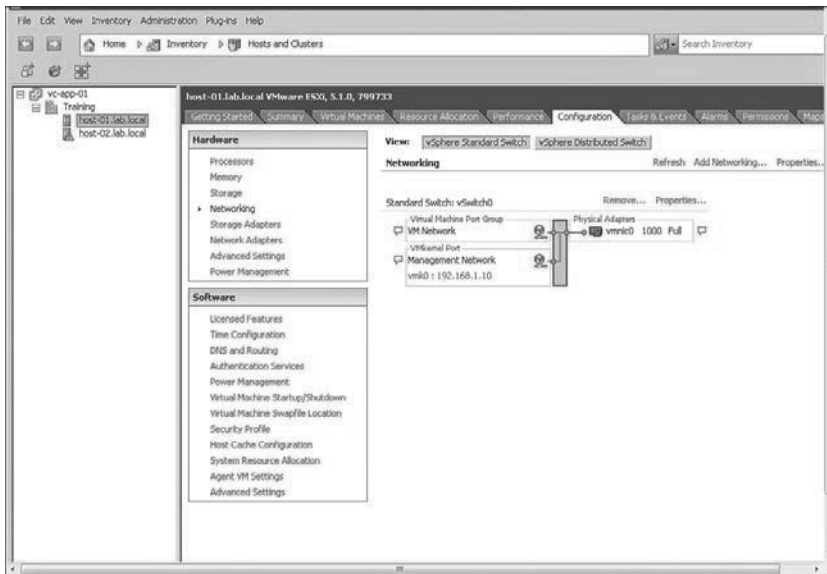 File Edit View Inventory Administration Plug-ins Help
Home Inventory Hosts and Clusters Search Inventory
vc-app-01
Training
host-01.lab.local
host-02.lab.local
host-01.lab.local VMware ESXi, 5.1.0, 799733
Getting Started Summary Virtual Machines Resource Allocation Performance Configuration Tasks & Events Alarms Permissions Maps
Hardware
Processors
Memory
Storage
Networking
Storage Adapters
Network Adapters
Advanced Settings
Power Management
Software
Licensed Features
Time Configuration
DNS and Routing
Authentication Services
Power Management
Virtual Machine Startup/Shutdown
Virtual Machine Swapfile Location
Security Profile
Host Cache Configuration
System Resource Allocation
Agent VM Settings
Advanced Settings
View: vSphere Standard Switch vSphere Distributed Switch
Networking Refresh Add Networking... Properties...
Standard Switch: vSwitch0 Remove... Properties...
Virtual Machine Port Group Physical Adapters
VM Network vmnic0 1000 Full
VMkernel Port
Management Network
vmk0 : 192.168.1.10